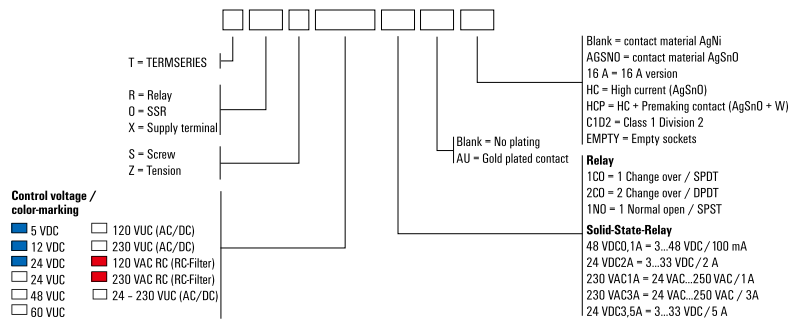 T = TERMSERIES
R = Relay
O = SSR
X = Supply terminal
S = Screw
Z = Tension
Control voltage /
color-marking
5 VDC
12 VDC
24 VDC
24 VUC
48 VUC
60 VUC
120 VUC (AC/DC)
230 VUC (AC/DC)
120 VAC RC (RC-Filter)
230 VAC RC (RC-Filter)
24 – 230 VUC (AC/DC)
Blank = No plating
AU = Gold plated contact
Blank = contact material AgNi
AGSNO = contact material AgSnO
16 A = 16 A version
HC = High current (AgSnO)
HCP = HC + Premaking contact (AgSnO + W)
C1D2 = Class 1 Division 2
EMPTY = Empty sockets
Relay
1CO = 1 Change over / SPDT
2CO = 2 Change over / DPDT
1NO = 1 Normal open / SPST
Solid-State-Relay
48 VDC0,1A = 3...48 VDC/100 mA
24 VDC2A = 3...33 VDC/2 A
230 VAC1A = 24 VAC...250 VAC/1A
230 VAC3A = 24 VAC...250 VAC / 3A
24 VDC3,5A = 3...33 VDC/5 A